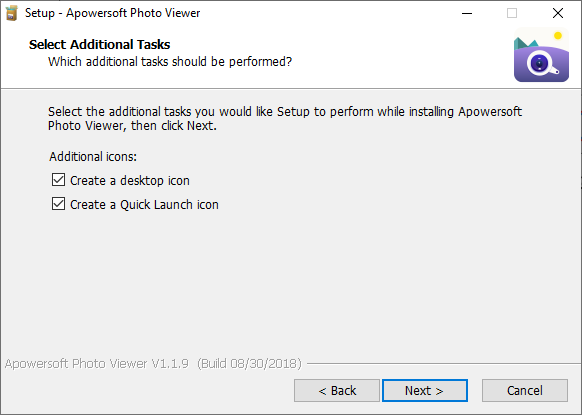 Setup - Apowersoft Photo Viewer
Select Additional Tasks
Which additional tasks should be performed?
Select the additional tasks you would like Setup to perform while installing Apowersoft
Photo Viewer, then click Next.
Additional icons:
Create a desktop icon
Create a Quick Launch icon
Apowersoft Photo Viewer V1.1.9 (Build 08/30/2018)
< Back
Next >
Cancel